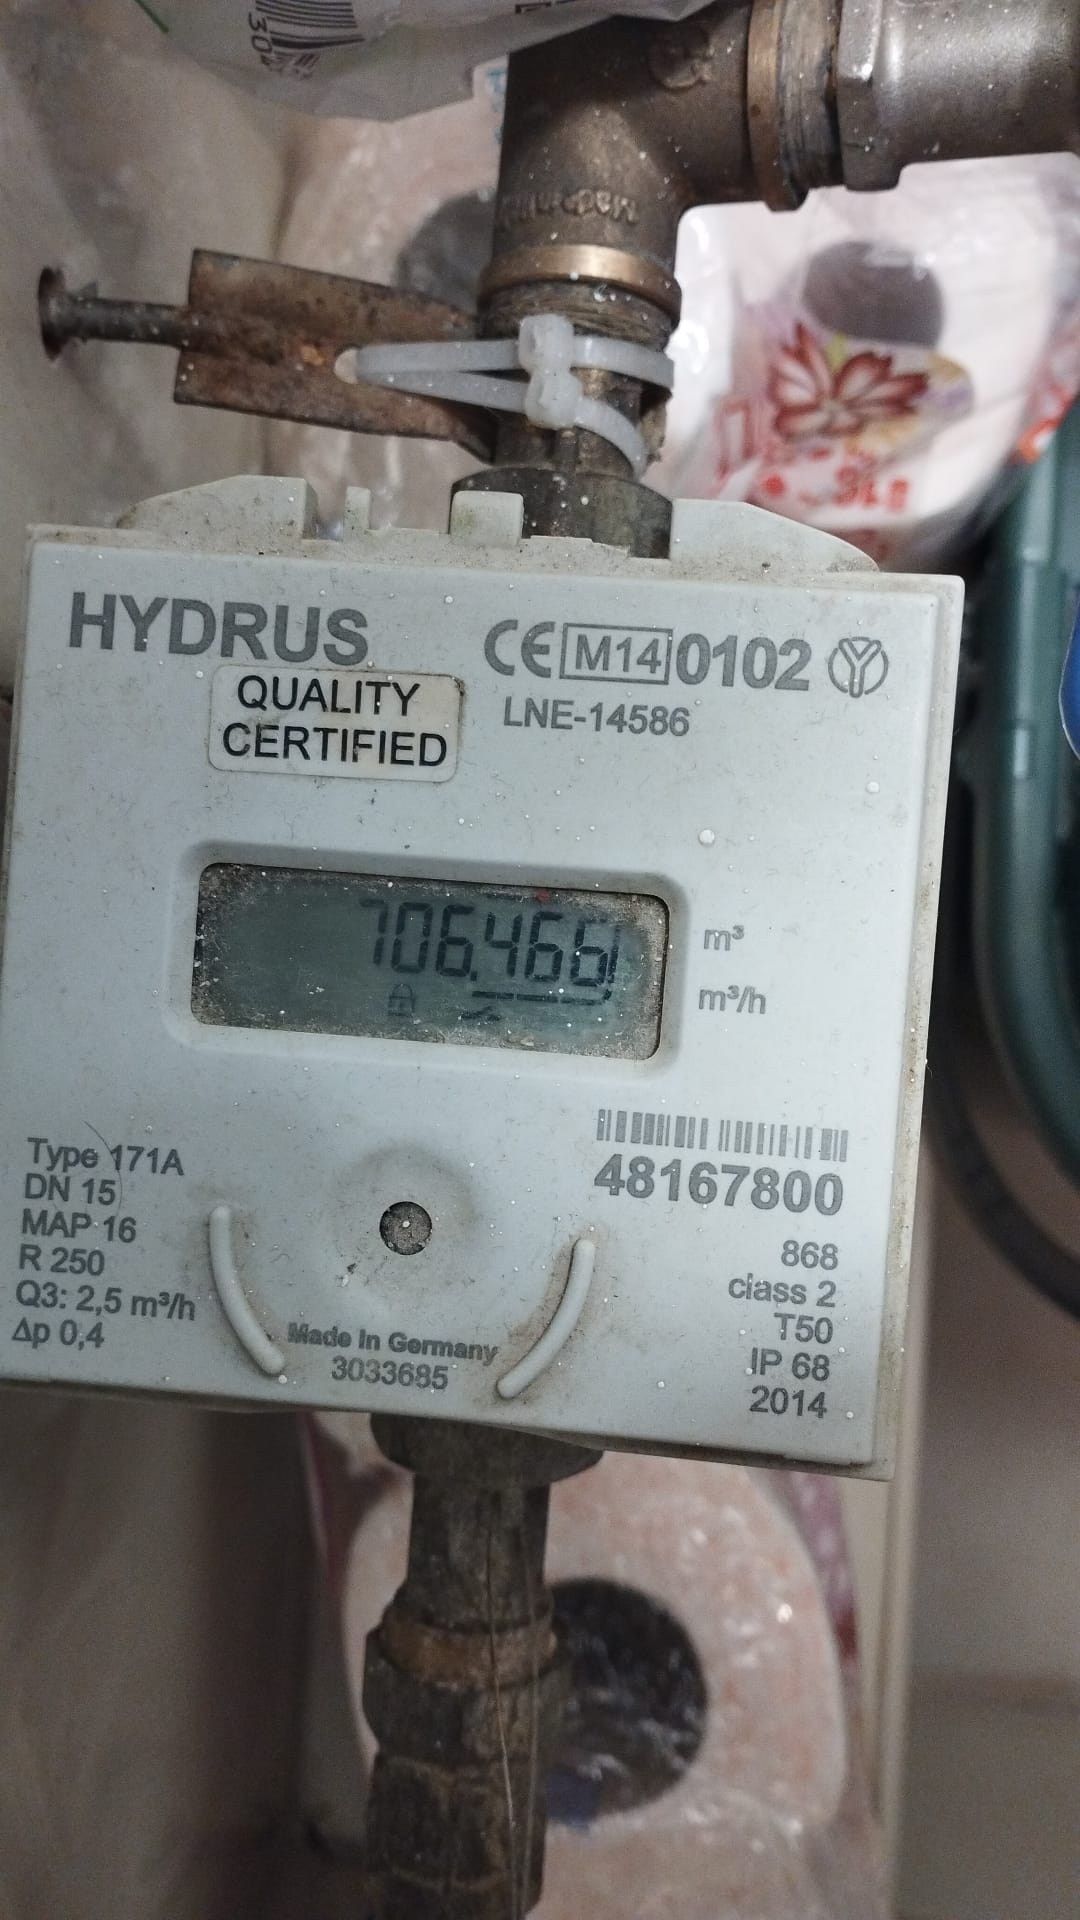 HYDRUS
CE M14 0102
QUALITY
CERTIFIED
LNE-14586
706.466
m³
m³/h
Type 171A
DN 15
MAP 16
R 250
Q3: 2,5 m³/h
Δp 0,4
48167800
868
class 2
T50
IP 68
2014
Made in Germany
3033685